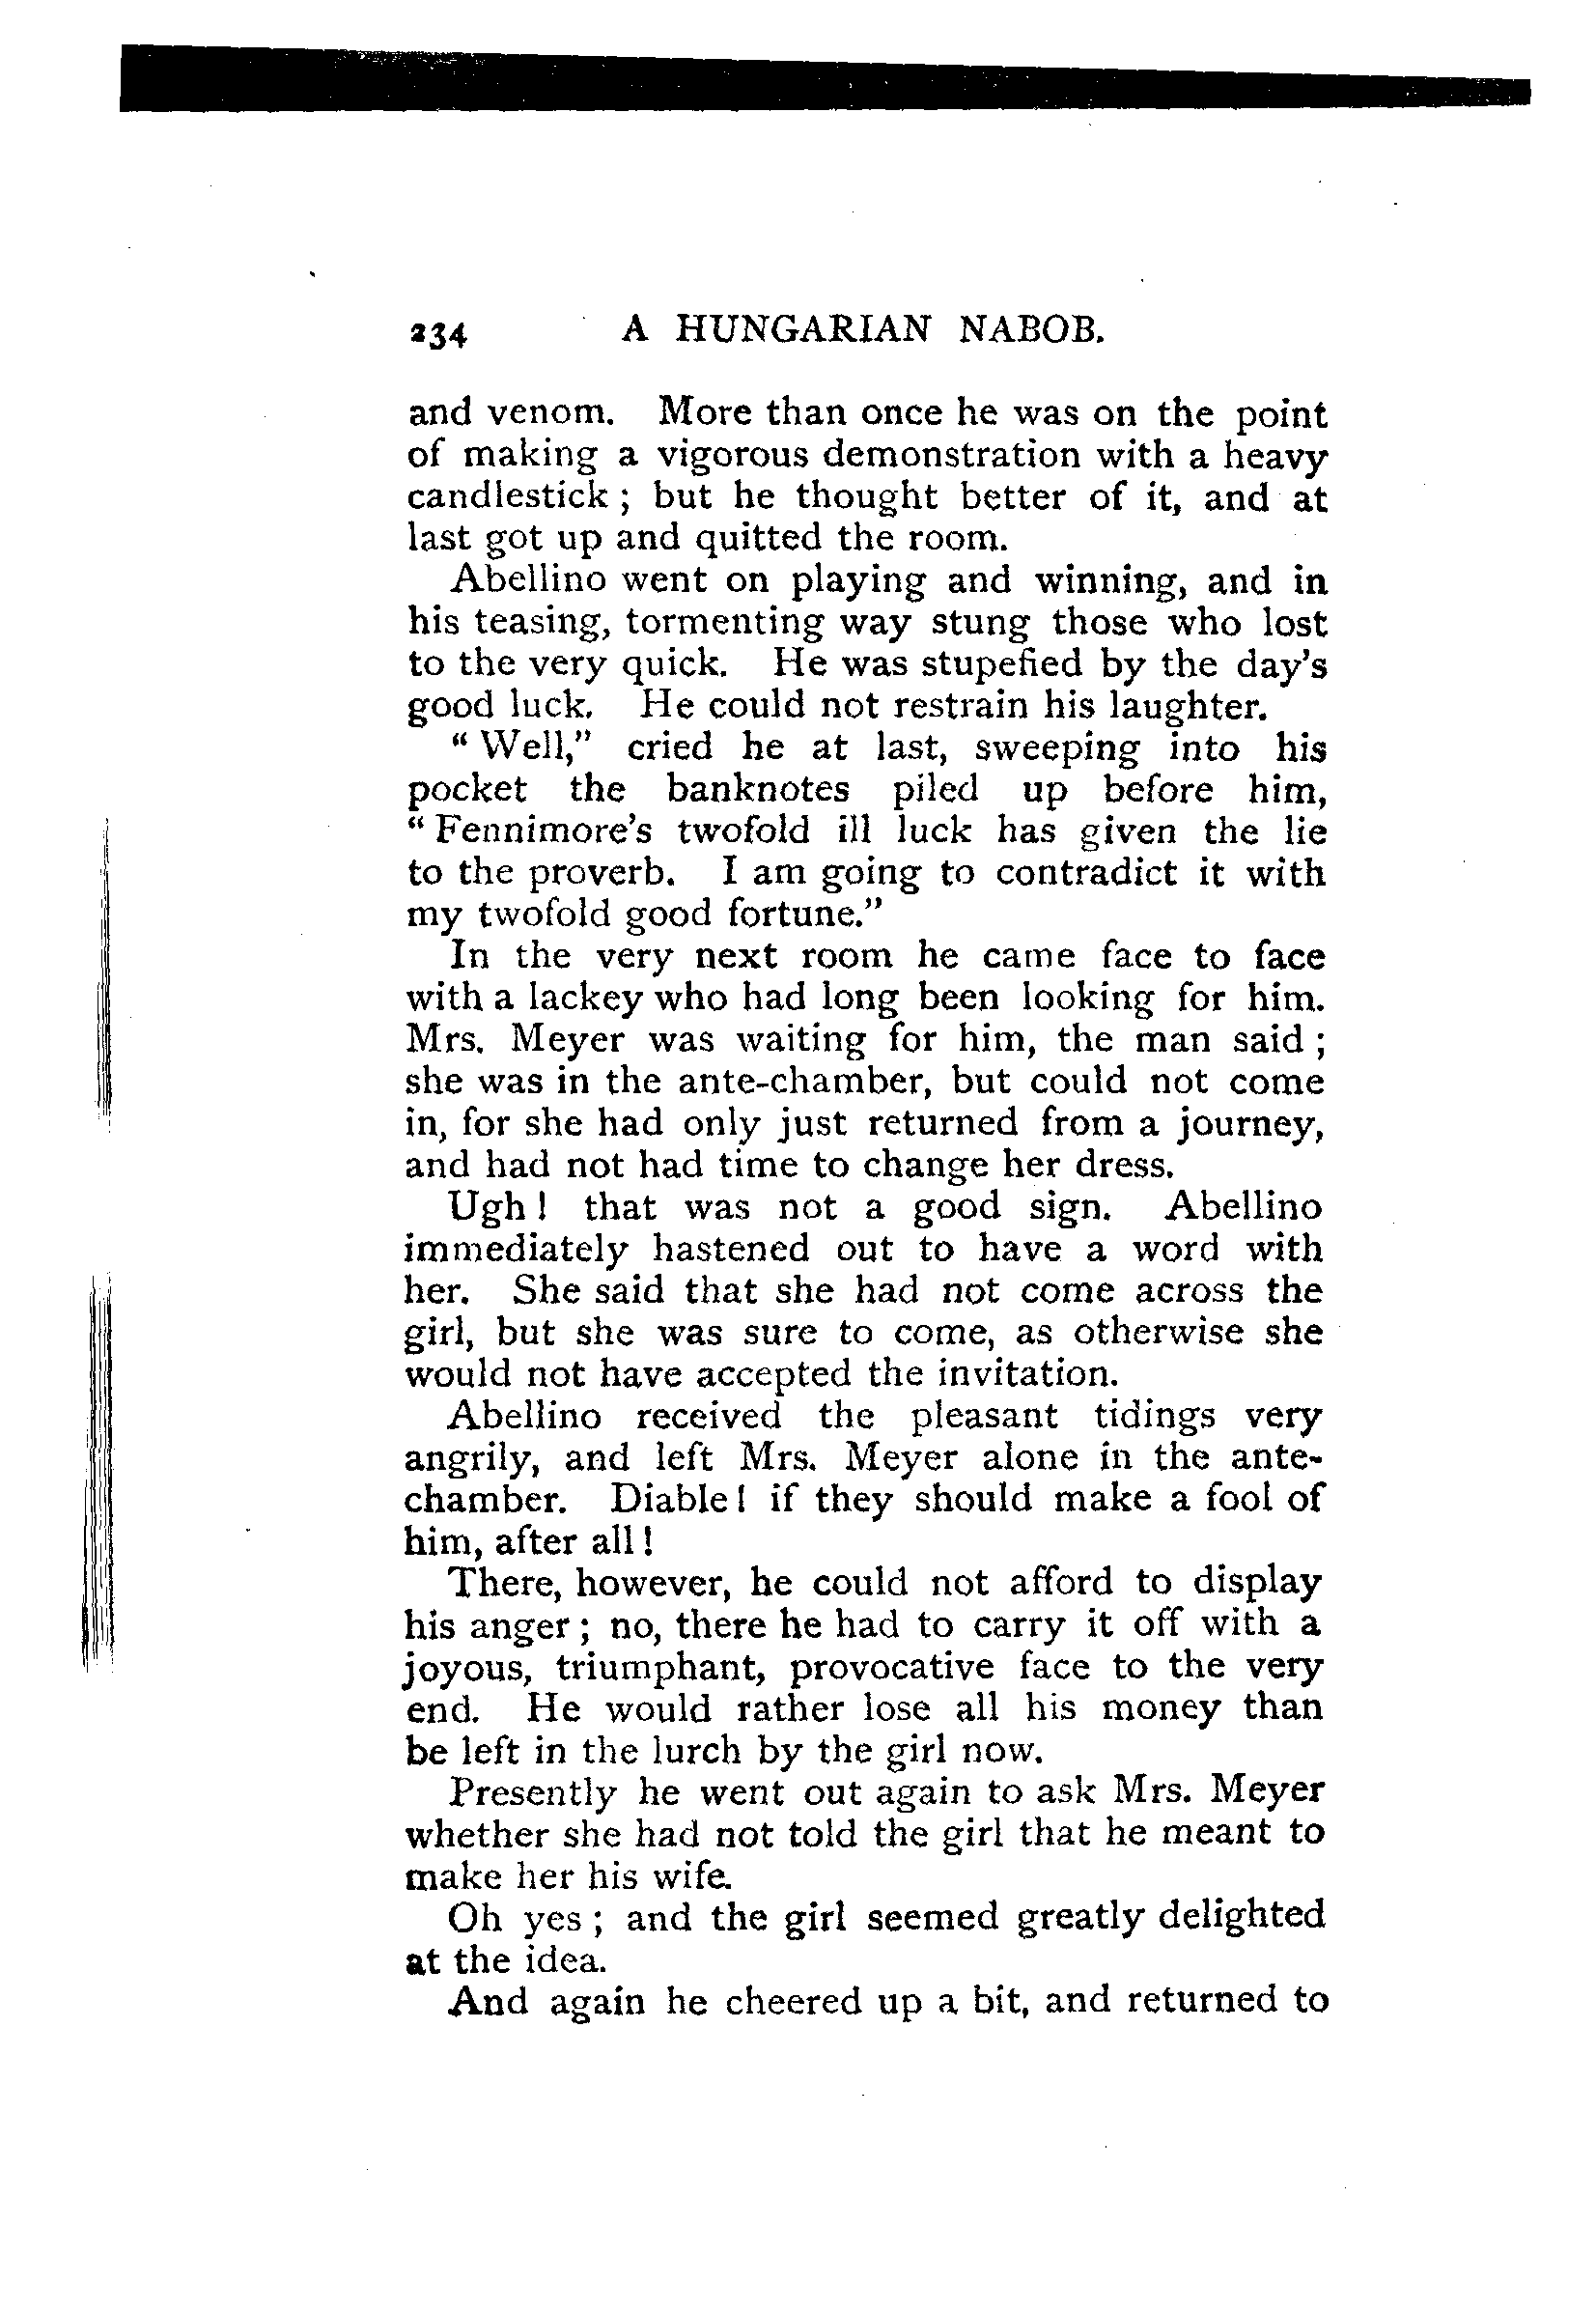 234 A HUNGARIAN NABOB.
and venom. More than once he was on the point
of making a vigorous demonstration with a heavy
candlestick ; but he thought better of it, and at
last got up and quitted the room.
Abellino went on playing and winning, and in
his teasing, tormenting way stung those who lost
to the very quick. He was stupefied by the day's
good luck. He could not restrain his laughter.
" Well," cried he at last, sweeping into his
pocket the banknotes piled up before him,
" Fennimore's twofold ill luck has given the lie
to the proverb. I am going to contradict it with
my twofold good fortune."
In the very next room he came face to face
with a lackey who had long been looking for him.
Mrs. Meyer was waiting for him, the man said ;
she was in the ante-chamber, but could not come
in, for she had only just returned from a journey,
and had not had time to change her dress.
Ugh ! that was not a good sign. Abellino
immediately hastened out to have a word with
her. She said that she had not come across the
girl, but she was sure to come, as otherwise she
would not have accepted the invitation.
Abellino received the pleasant tidings very
angrily, and left Mrs. Meyer alone in the ante-
chamber. Diable ! if they should make a fool of
him, after all !
There, however, he could not afford to display
his anger ; no, there he had to carry it off with a
joyous, triumphant, provocative face to the very
end. He would rather lose all his money than
be left in the lurch by the girl now.
Presently he went out again to ask Mrs. Meyer
whether she had not told the girl that he meant to
make her his wife.
Oh yes ; and the girl seemed greatly delighted
at the idea.
And again he cheered up a bit, and returned to